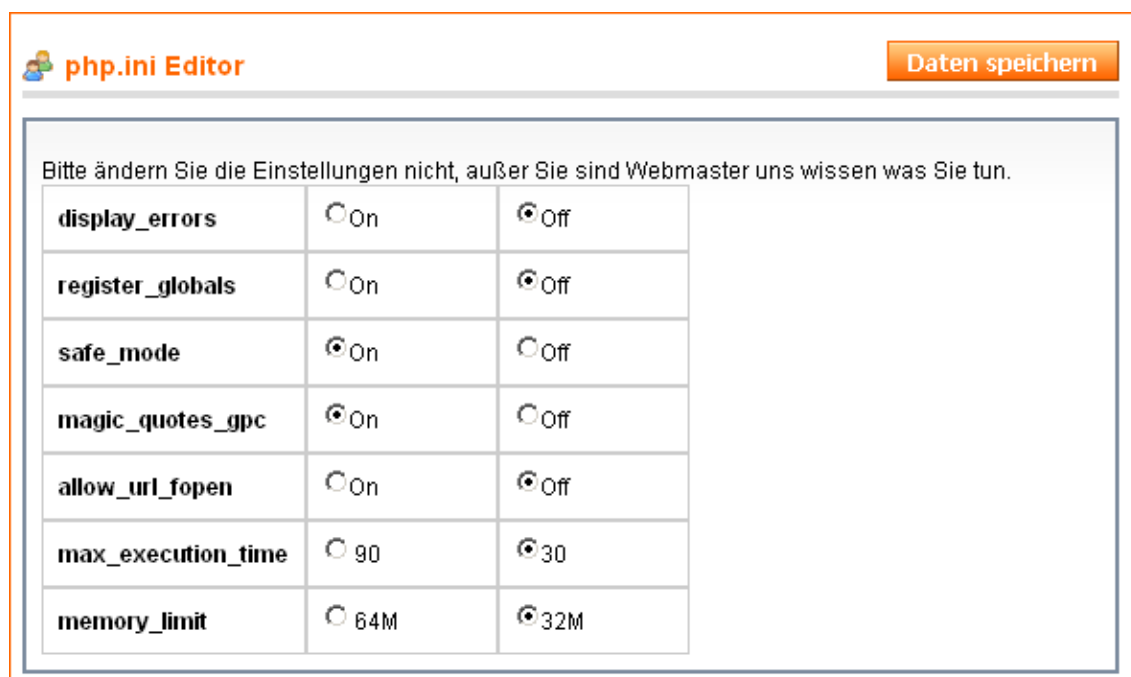 php.ini Editor Daten speichern
Bitte ändern Sie die Einstellungen nicht, außer Sie sind Webmaster uns wissen was Sie tun.
display_errors On Off
register_globals On Off
safe_mode On Off
magic_quotes_gpc On Off
allow_url_fopen On Off
max_execution_time 90 30
memory_limit 64M 32M